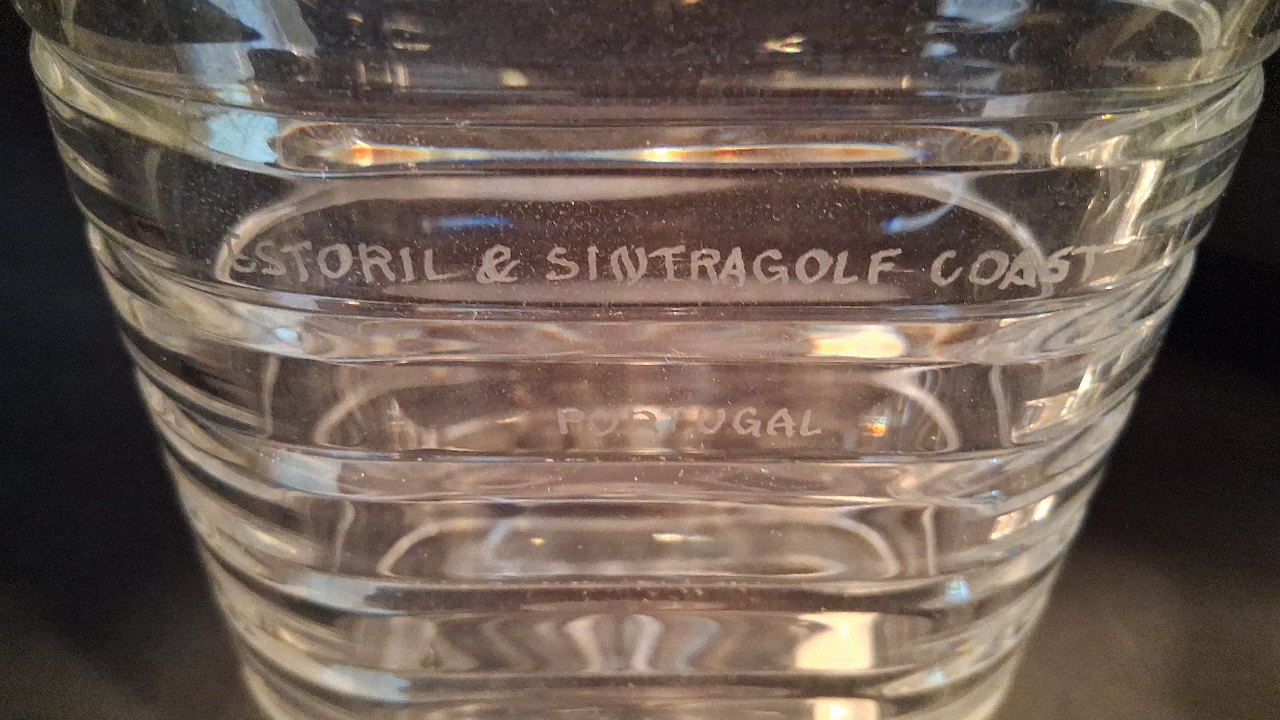 ESTORIL & SINTRAGOLF COAST
PORTUGAL